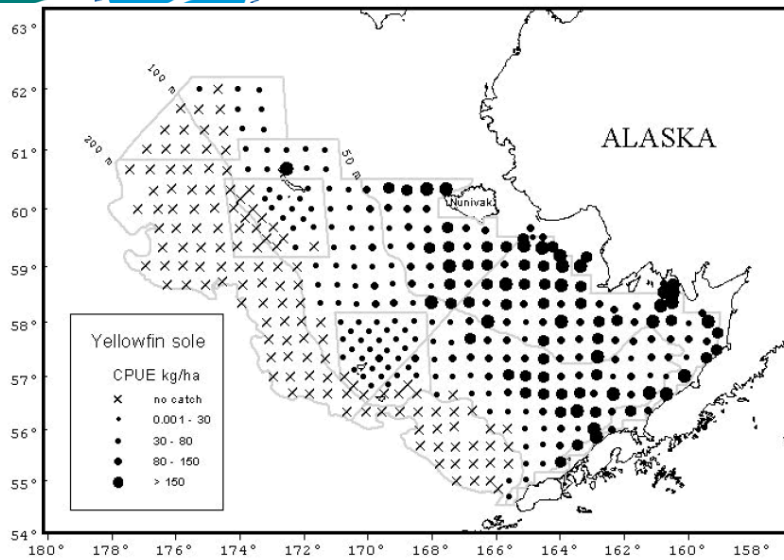 63°
62°
61°
60°
59°
58°
57°
56°
55°
54°
100 m
200 m
50 m
ALASKA
Nunivak
Yellowfin sole
CPUE kg/ha
no catch
0.001 - 30
30 - 80
80 - 150
> 150
180° 178° 176° 174° 172° 170° 168° 166° 164° 162° 160° 158°